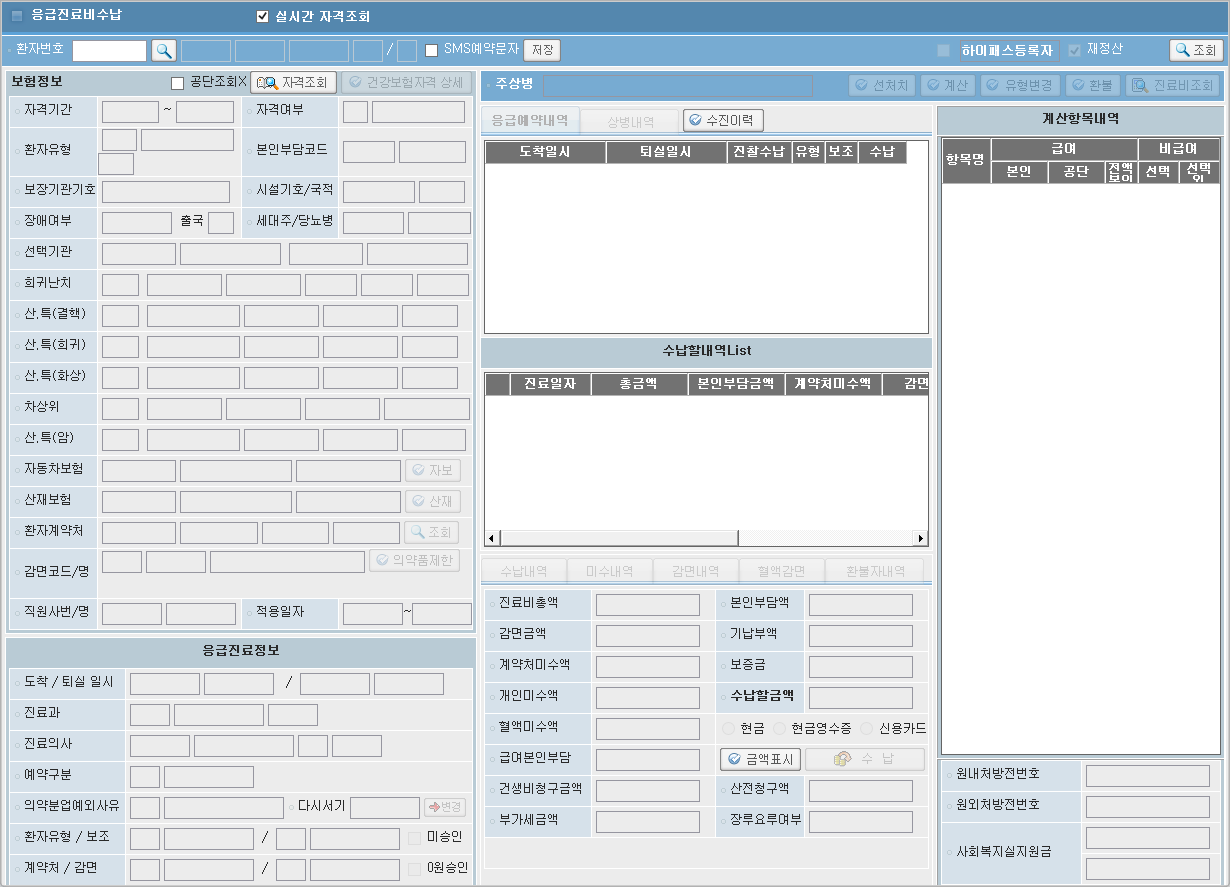 응급진료비수납 실시간 자격조회
환자번호 / SMS예약문자 저장 하이패스등록자 재정산 조회
보험정보 공단조회X 자격조회 건강보험자격 상세
자격기간 ~ 자격여부
환자유형 본인부담코드
보장기관기호 시설기호/국적
장애여부 출국 세대주/당뇨병
선택기관
희귀난치
산.특(결핵)
산.특(희귀)
산.특(화상)
차상위
산.특(암)
자동차보험 자보
산재보험 산재
환자계약처 조회
감면코드/명 의약품제한
직원사번/명 적용일자 ~
응급진료정보
도착 / 퇴실 일시 /
진료과
진료의사
예약구분
의약분업예외사유 다시서기 변경
환자유형 / 보조 / 미승인
계약처 / 감면 / 0원승인
주상병 선처치 계산 유형변경 환불 진료비조회
응급예약내역 상병내역 수진이력
도착일시 퇴실일시 진찰수납 유형 보조 수납
수납할내역List
진료일자 총금액 본인부담금액 계약처미수액 감면
수납내역 미수내역 감면내역 혈액감면 환불자내역
진료비총액 본인부담액
감면금액 기납부액
계약처미수액 보증금
개인미수액 수납할금액
혈액미수액 현금 현금영수증 신용카드
급여본인부담 금액표시 수 납
건생비청구금액 산전청구액
부가세금액 장루요루여부
계산항목내역
항목명 급여 비급여
본인 공단 전액 선택 선택
원내처방전번호
원외처방전번호
사회복지실지원금